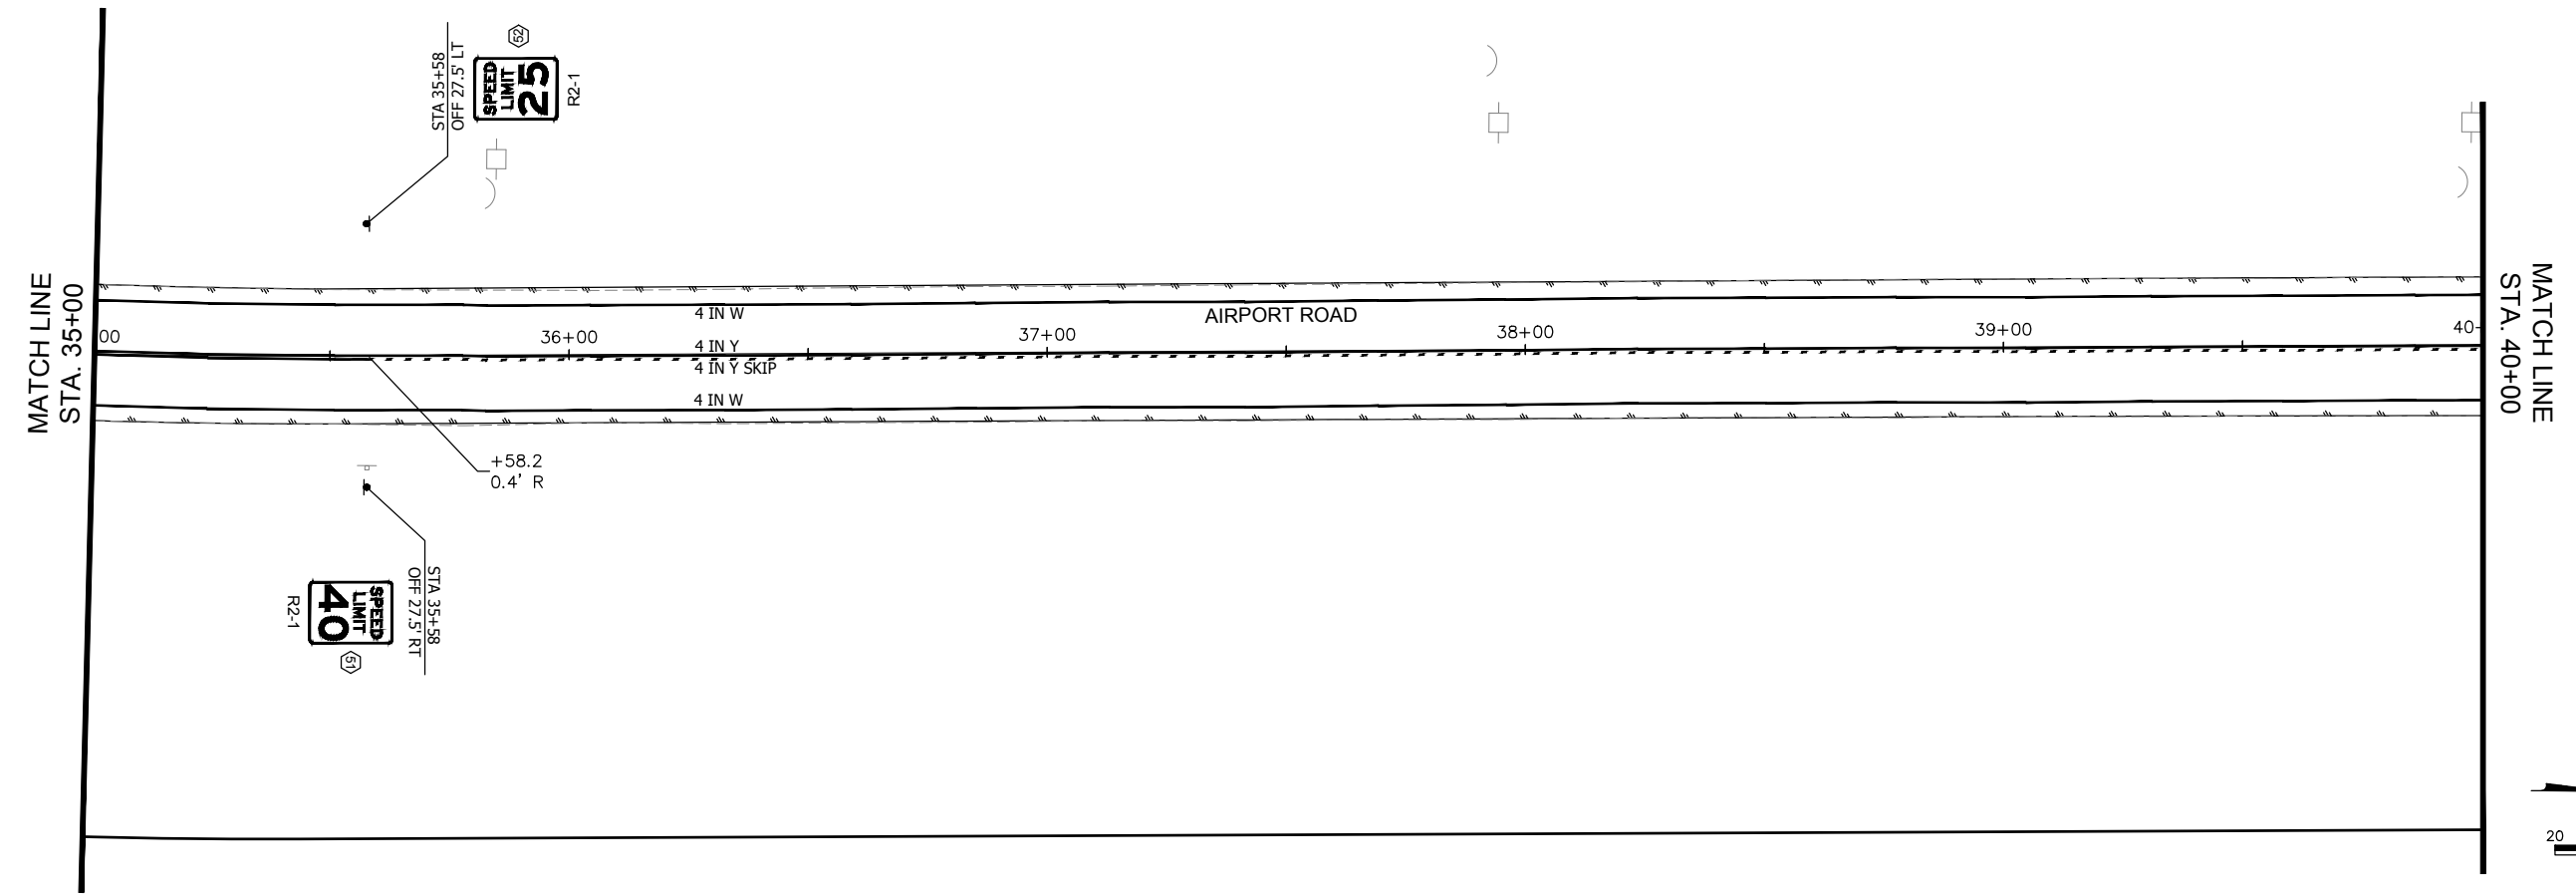 MATCH LINE
STA. 35+00
STA 35+58
OFF 27.5' LT
52
SPEED
LIMIT
25
R2-1
00
36+00
37+00
38+00
39+00
40-
AIRPORT ROAD
4 IN W
4 IN Y
4 IN Y SKIP
4 IN W
+58.2
0.4' R
STA 35+58
OFF 27.5' RT
SPEED
LIMIT
40
R2-1
51
MATCH LINE
STA. 40+00
20